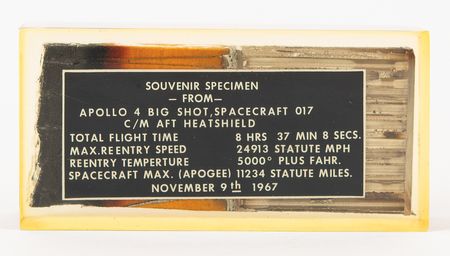 SOUVENIR SPECIMEN
— FROM —
APOLLO 4 BIG SHOT, SPACECRAFT 017
C/M AFT HEATSHIELD
TOTAL FLIGHT TIME 8 HRS 37 MIN 8 SECS.
MAX. REENTRY SPEED 24913 STATUTE MPH
REENTRY TEMPERTURE 5000° PLUS FAHR.
SPACECRAFT MAX. (APOGEE) 11234 STATUTE MILES.
NOVEMBER 9th 1967